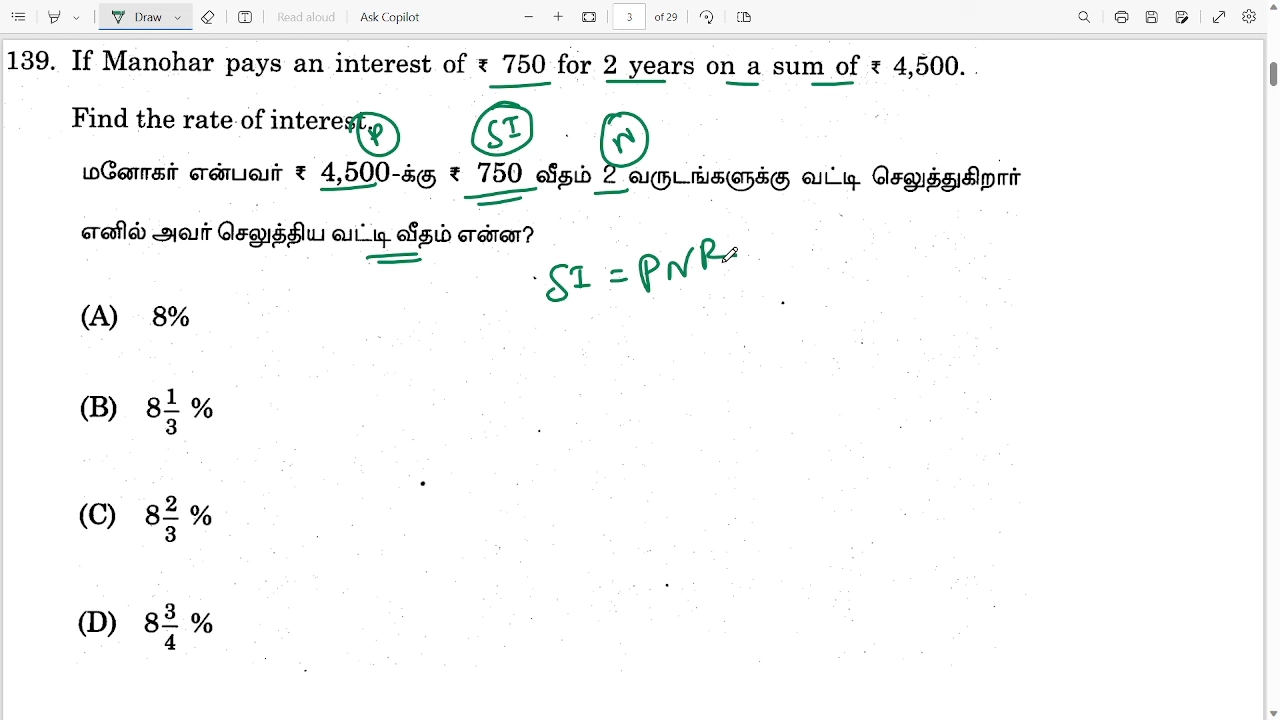 Draw Read aloud Ask Copilot 3 of 29
139. If Manohar pays an interest of ₹ 750 for 2 years on a sum of ₹ 4,500.
Find the rate of interest.
P SI N
மனோகர் என்பவர் ₹ 4,500-க்கு ₹ 750 வீதம் 2 வருடங்களுக்கு வட்டி செலுத்துகிறார்
எனில் அவர் செலுத்திய வட்டி வீதம் என்ன?
SI = PNR
(A) 8%
(B) 8 1/3 %
(C) 8 2/3 %
(D) 8 3/4 %